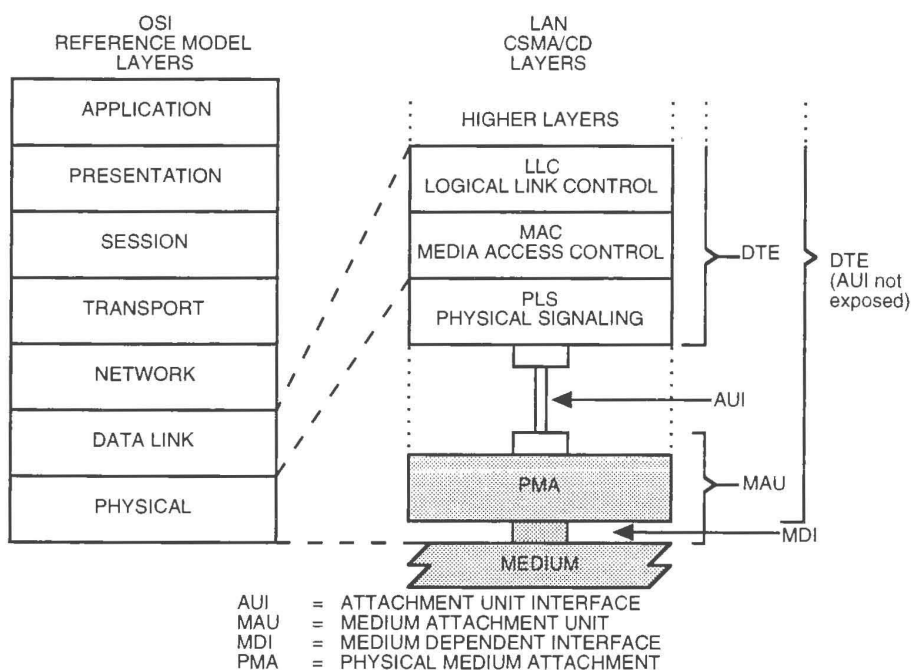 OSI
REFERENCE MODEL
LAYERS
APPLICATION
PRESENTATION
SESSION
TRANSPORT
NETWORK
DATA LINK
PHYSICAL
LAN
CSMA/CD
LAYERS
HIGHER LAYERS
LLC
LOGICAL LINK CONTROL
MAC
MEDIA ACCESS CONTROL
PLS
PHYSICAL SIGNALING
DTE
DTE
(AUI not
exposed)
AUI
PMA
MAU
MDI
MEDIUM
AUI = ATTACHMENT UNIT INTERFACE
MAU = MEDIUM ATTACHMENT UNIT
MDI = MEDIUM DEPENDENT INTERFACE
PMA = PHYSICAL MEDIUM ATTACHMENT